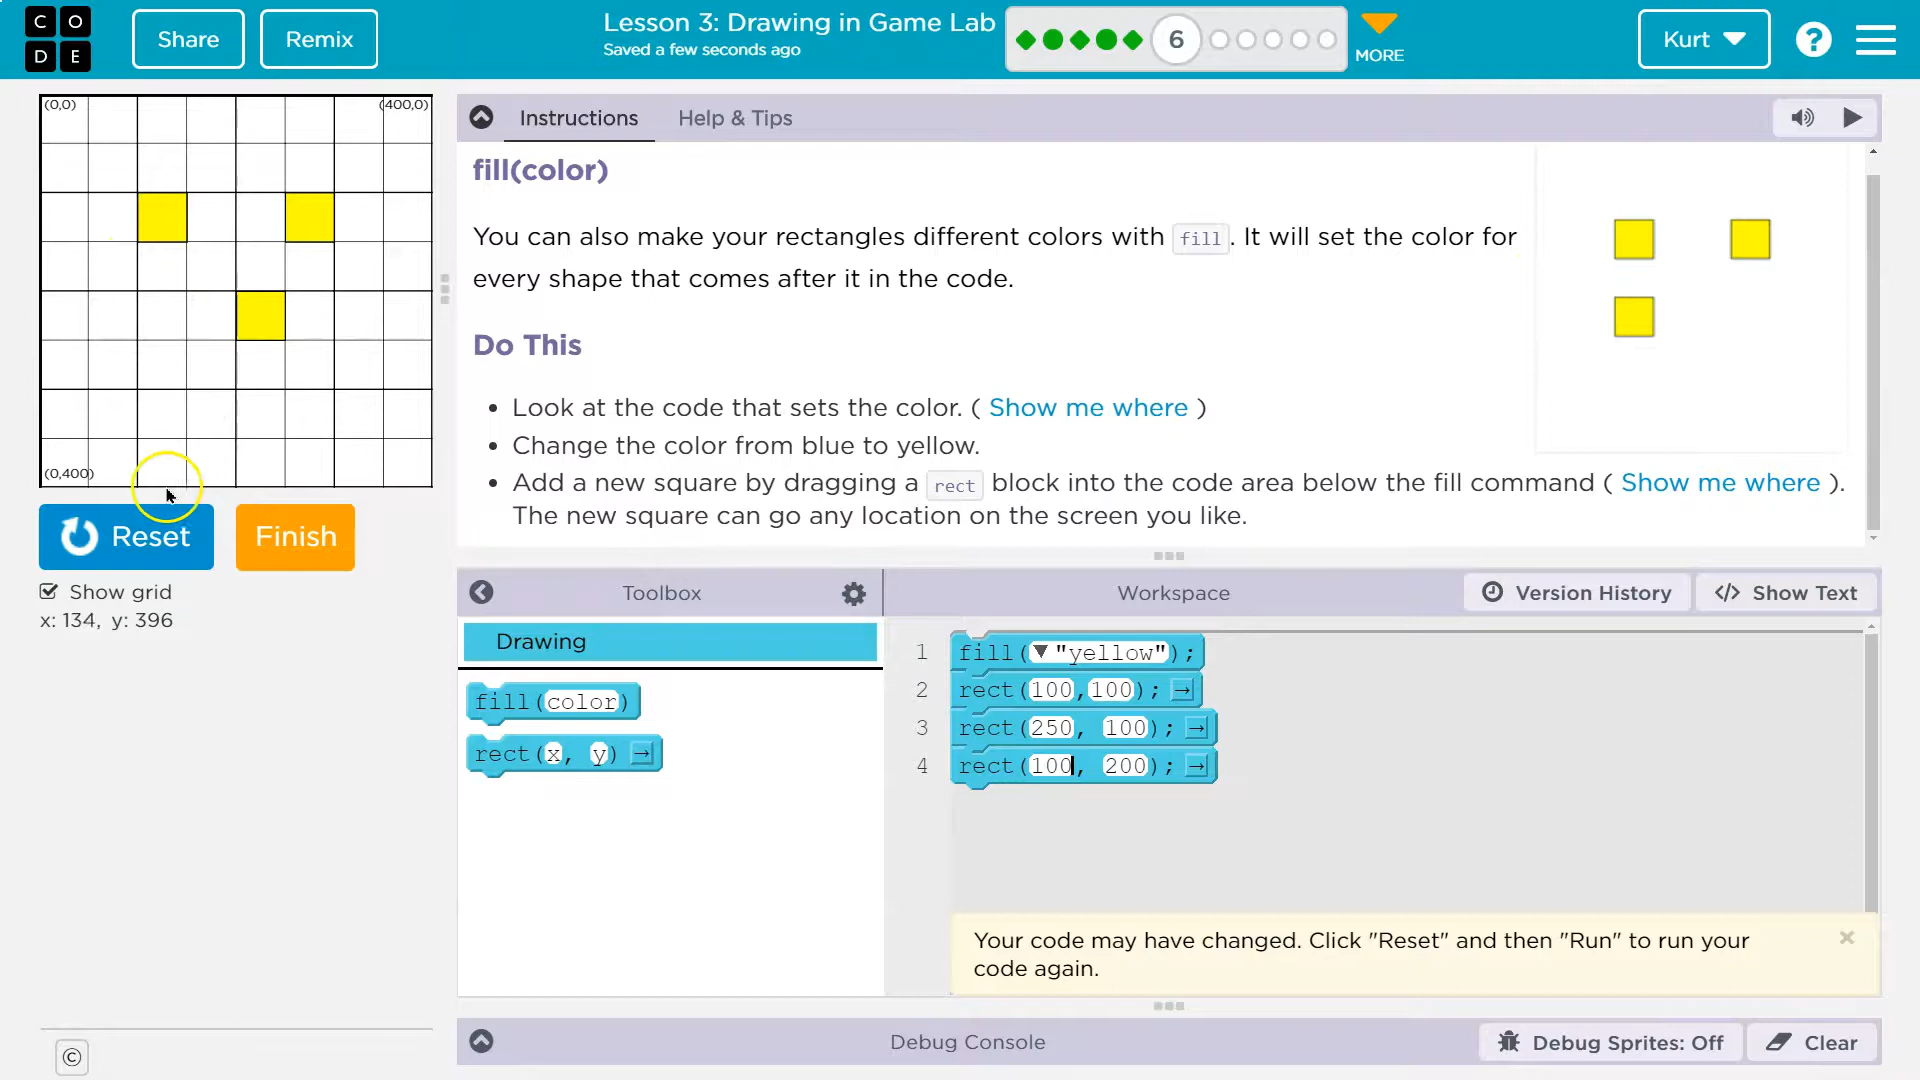 C O D E
Share
Remix
Lesson 3: Drawing in Game Lab
Saved a few seconds ago
6
MORE
Kurt
?
(0,0)
(400,0)
(0,400)
Reset
Finish
Show grid
x: 134, y: 396
©
Instructions
Help & Tips
fill(color)
You can also make your rectangles different colors with fill. It will set the color for
every shape that comes after it in the code.
Do This
• Look at the code that sets the color. ( Show me where )
• Change the color from blue to yellow.
• Add a new square by dragging a rect block into the code area below the fill command ( Show me where ).
The new square can go any location on the screen you like.
Toolbox
Workspace
Version History
</> Show Text
Drawing
fill(color)
rect(x, y) →
1 fill(▼ "yellow");
2 rect(100,100); →
3 rect(250, 100); →
4 rect(100, 200); →
Your code may have changed. Click "Reset" and then "Run" to run your
code again.
×
Debug Console
Debug Sprites: Off
Clear